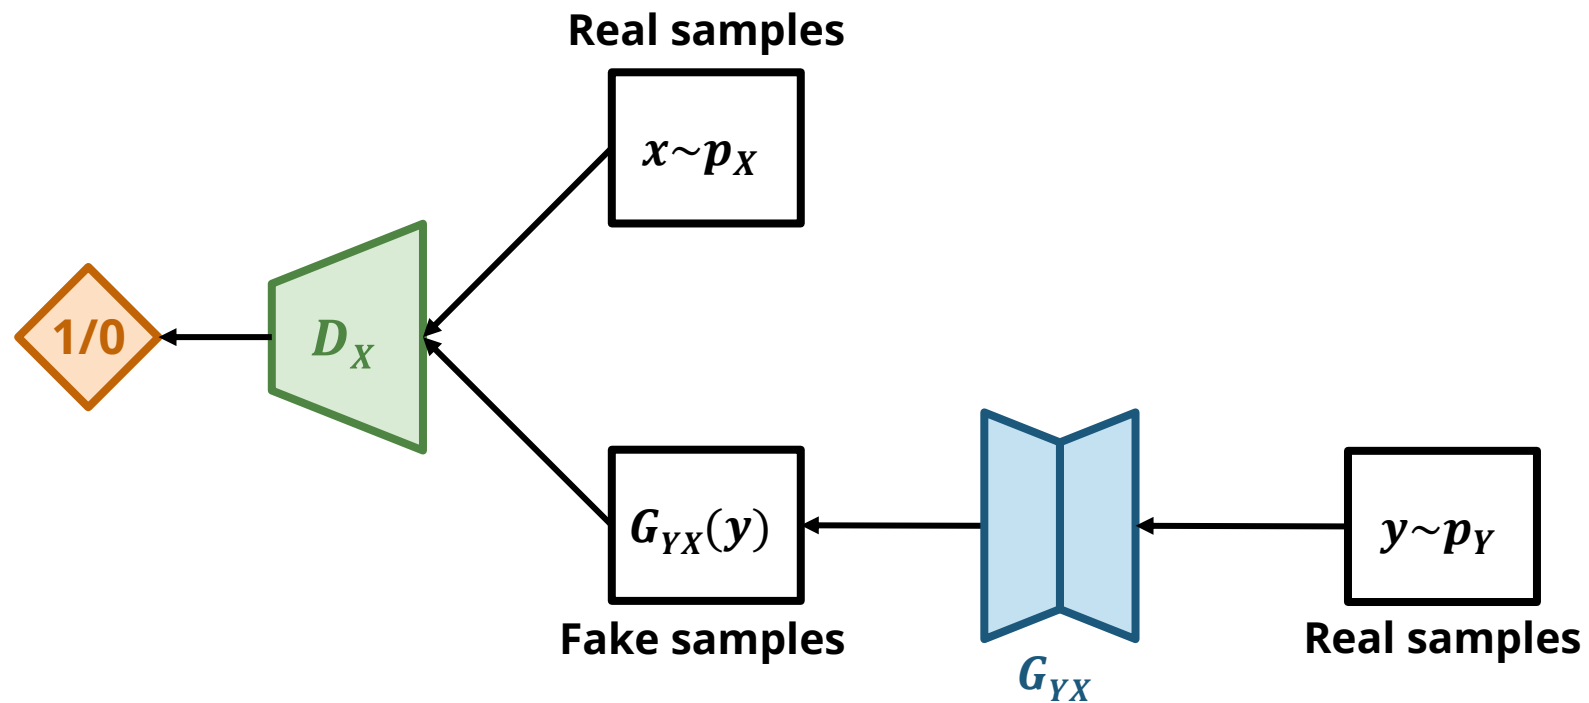 Real samples
x~p_X
1/0
D_X
G_YX(y)
y~p_Y
Fake samples
Real samples
G_YX